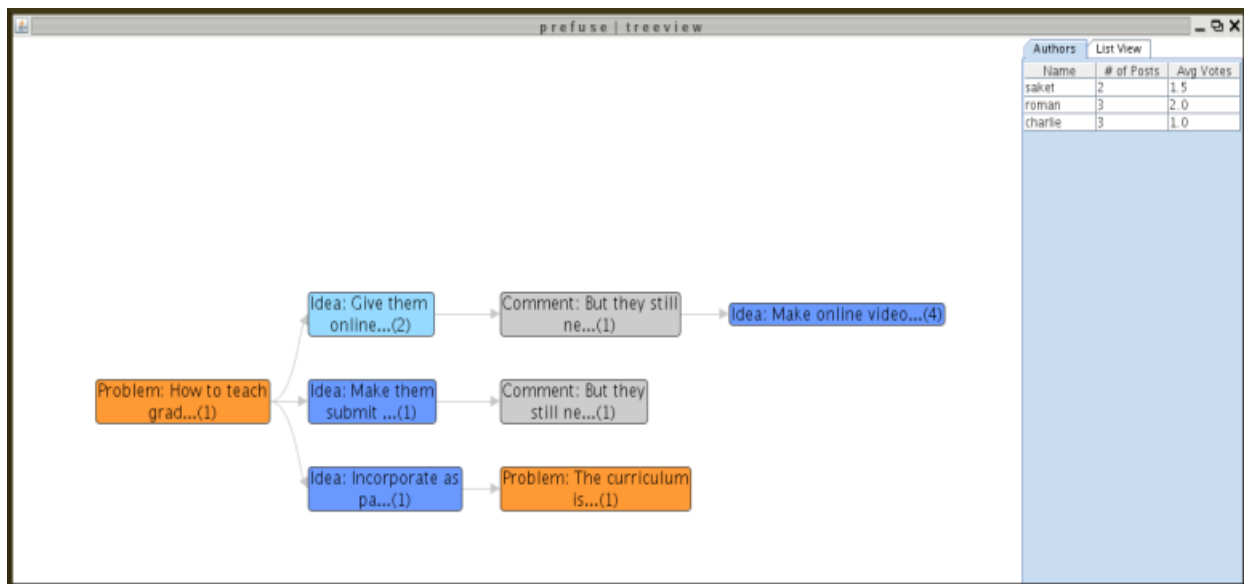 prefuse | treeview
Authors
List View
Name # of Posts Avg Votes
saket 2 1.5
roman 3 2.0
charlie 3 1.0
Idea: Give them
online...(2)
Comment: But they still
ne...(1)
Idea: Make online video...(4)
Problem: How to teach
grad...(1)
Idea: Make them
submit ...(1)
Comment: But they
still ne...(1)
Idea: Incorporate as
pa...(1)
Problem: The curriculum
is...(1)